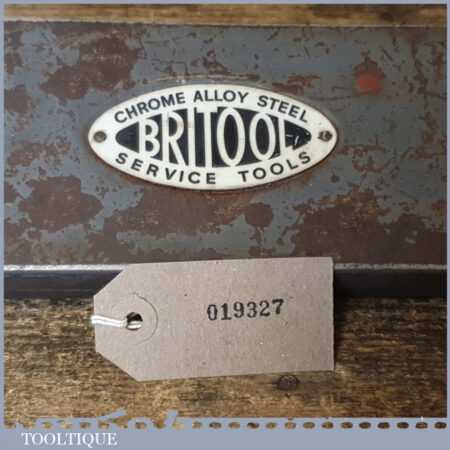 CHROME ALLOY STEEL
BRITOOL
SERVICE TOOLS
019327
TOOLTIQUE